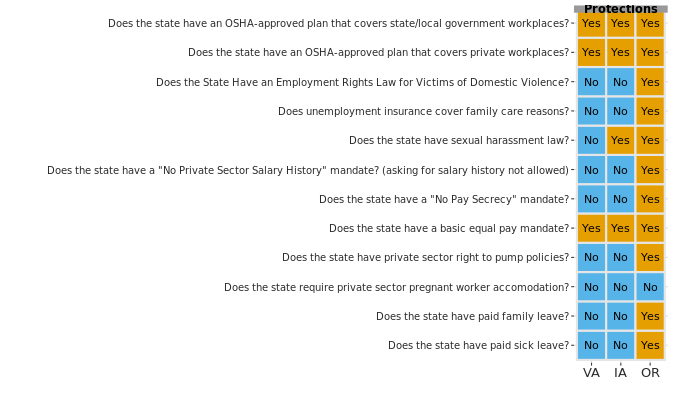 Protections
Does the state have an OSHA-approved plan that covers state/local government workplaces? Yes Yes Yes
Does the state have an OSHA-approved plan that covers private workplaces? Yes Yes Yes
Does the State Have an Employment Rights Law for Victims of Domestic Violence? No No Yes
Does unemployment insurance cover family care reasons? No No Yes
Does the state have sexual harassment law? No Yes Yes
Does the state have a "No Private Sector Salary History" mandate? (asking for salary history not allowed) No No Yes
Does the state have a "No Pay Secrecy" mandate? No No Yes
Does the state have a basic equal pay mandate? Yes Yes Yes
Does the state have private sector right to pump policies? No No Yes
Does the state require private sector pregnant worker accomodation? No No No
Does the state have paid family leave? No No Yes
Does the state have paid sick leave? No No Yes
VA IA OR